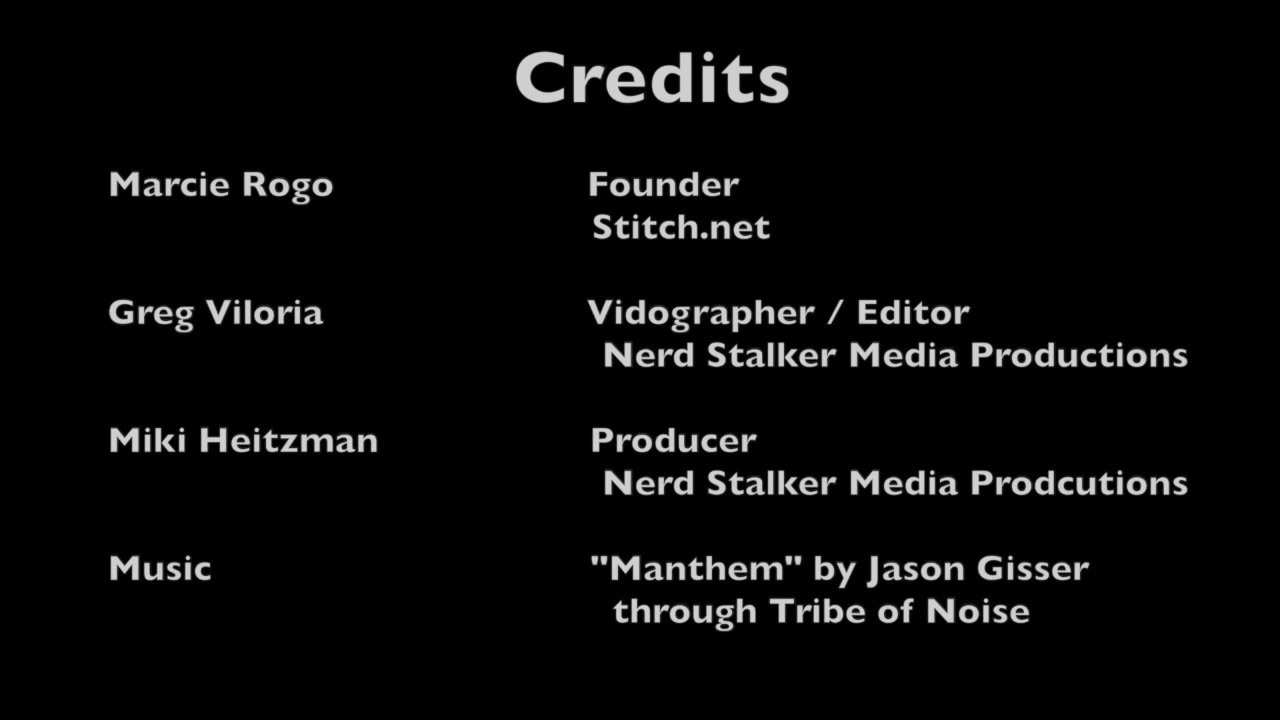 Credits
Marcie Rogo Founder
Stitch.net
Greg Viloria Vidographer / Editor
Nerd Stalker Media Productions
Miki Heitzman Producer
Nerd Stalker Media Prodcutions
Music "Manthem" by Jason Gisser
through Tribe of Noise